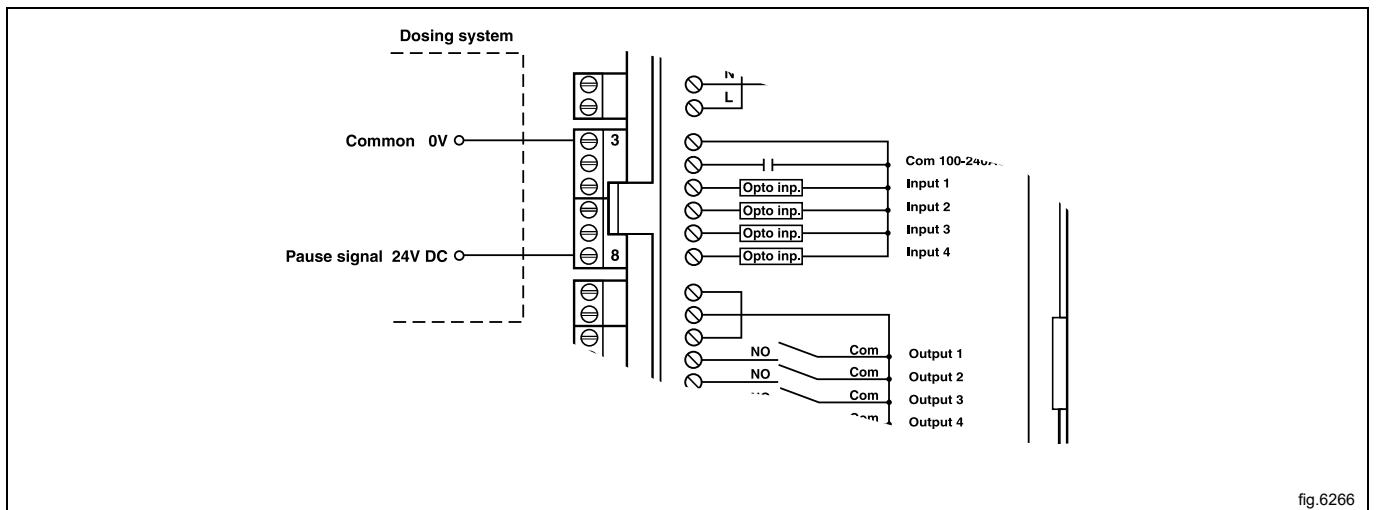 Dosing system
N
L
Common 0V
3
Com
Input 1
Opto inp.
Input 2
Opto inp.
Input 3
Opto inp.
Pause signal 24V DC
8
Opto inp.
Input 4
NO
Com
Output 1
NO
Com
Output 2
Com
Output 3
Com
Output 4
fig.6266